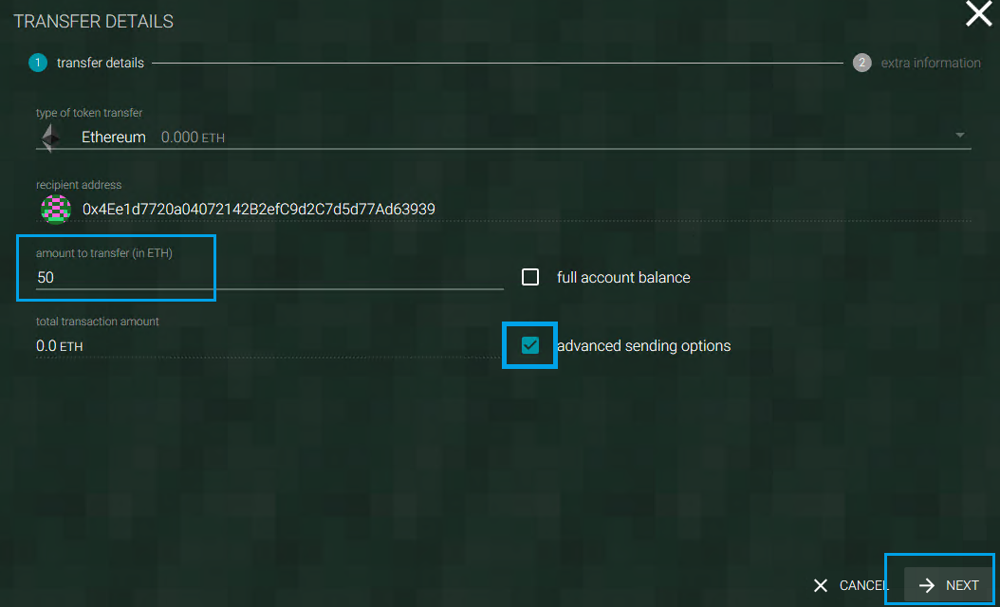 TRANSFER DETAILS
1 transfer details 2 extra information
type of token transfer
Ethereum 0.000 ETH
recipient address
0x4Ee1d7720a04072142B2efC9d2C7d5d77Ad63939
amount to transfer (in ETH)
50 full account balance
total transaction amount
0.0 ETH advanced sending options
CANCEL NEXT